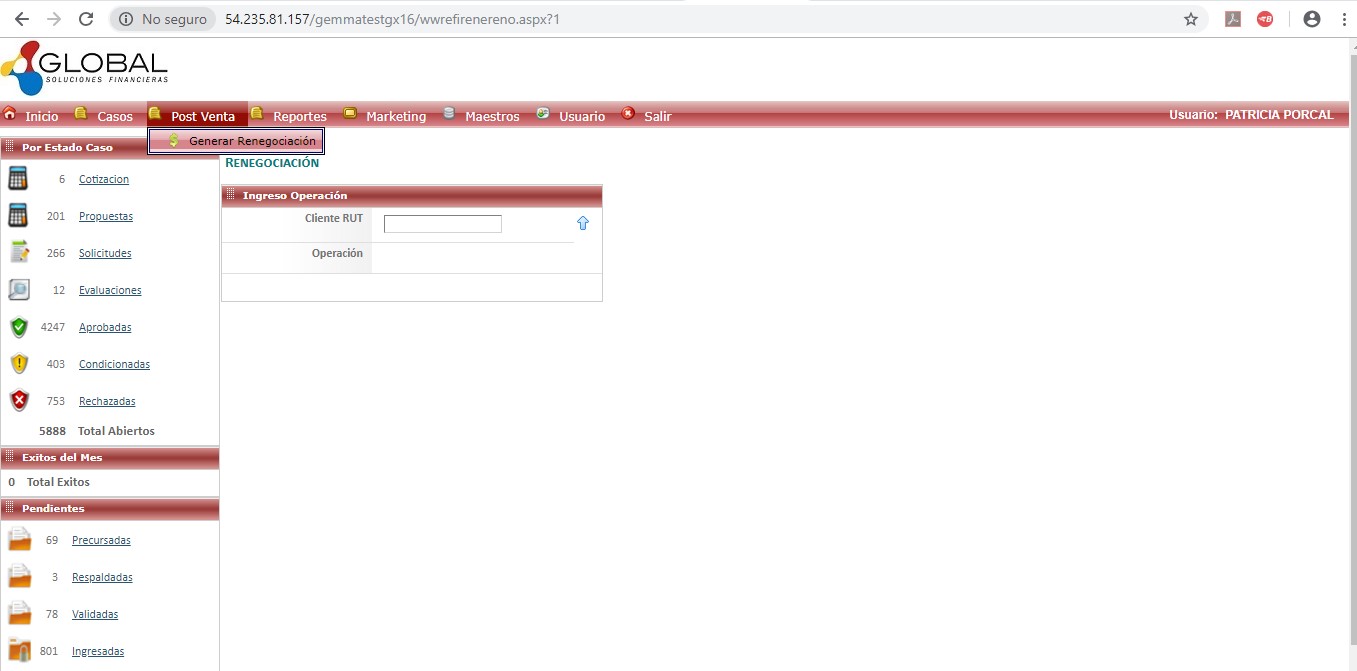 No seguro 54.235.81.157/gemmatestgx16/wwrefirenereno.aspx?1
GLOBAL
SOLUCIONES FINANCIERAS
Inicio Casos Post Venta Reportes Marketing Maestros Usuario Salir Usuario: PATRICIA PORCAL
Generar Renegociación
Por Estado Caso
6 Cotizacion
201 Propuestas
266 Solicitudes
12 Evaluaciones
4247 Aprobadas
403 Condicionadas
753 Rechazadas
5888 Total Abiertos
Exitos del Mes
0 Total Exitos
Pendientes
69 Precursadas
3 Respaldadas
78 Validadas
801 Ingresadas
RENEGOCIACIÓN
Ingreso Operación
Cliente RUT
Operación